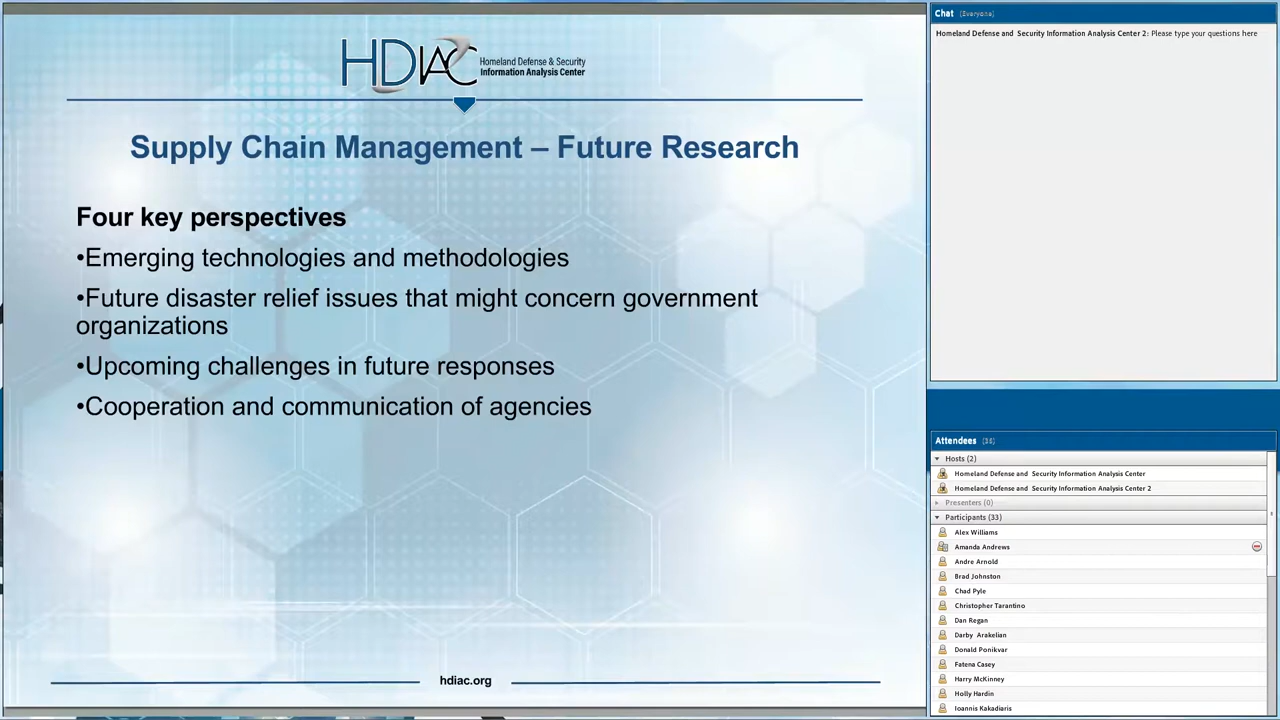 HDIAC Homeland Defense & Security
Information Analysis Center
Supply Chain Management – Future Research
Four key perspectives
•Emerging technologies and methodologies
•Future disaster relief issues that might concern government
organizations
•Upcoming challenges in future responses
•Cooperation and communication of agencies
hdiac.org
Chat (Everyone)
Homeland Defense and Security Information Analysis Center 2: Please type your questions here
Attendees
Hosts (2)
Homeland Defense and Security Information Analysis Center
Homeland Defense and Security Information Analysis Center 2
Presenters (0)
Participants (33)
Alex Williams
Amanda Andrews
Andre Arnold
Brad Johnston
Chad Pyle
Christopher Tarantino
Dan Regan
Darby Arakelian
Donald Ponikvar
Fatena Casey
Harry McKinney
Holly Hardin
Ioannis Kakadiaris